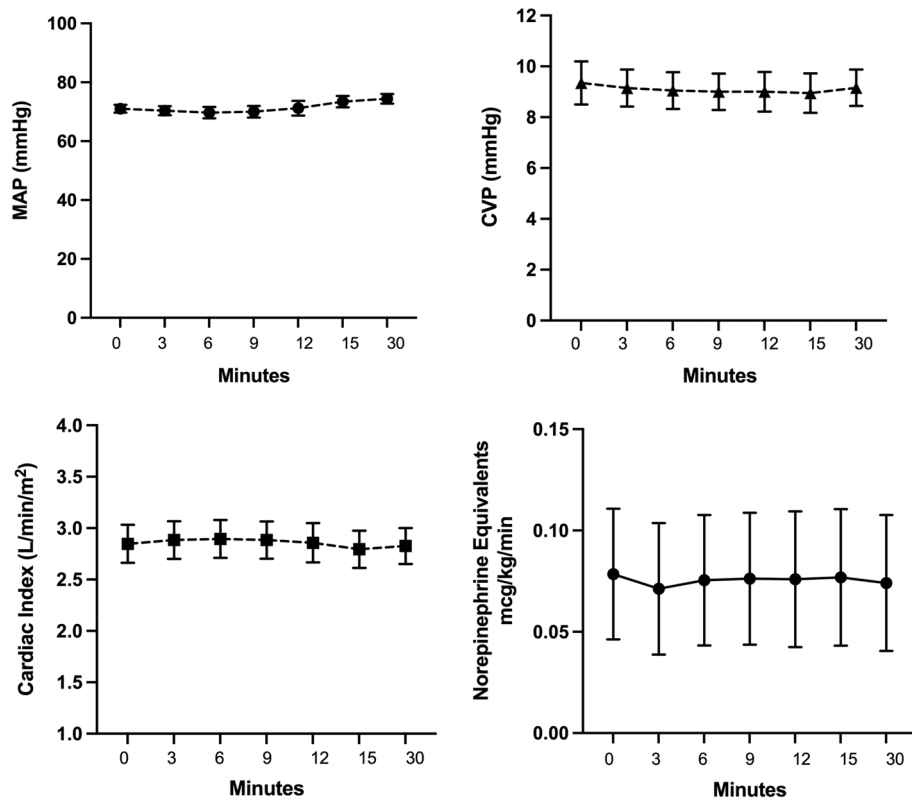 100
80
60
40
20
0
MAP (mmHg)
0 3 6 9 12 15 30
Minutes
12
10
8
6
4
2
0
CVP (mmHg)
0 3 6 9 12 15 30
Minutes
4.0
3.5
3.0
2.5
2.0
1.5
1.0
Cardiac Index (L/min/m²)
0 3 6 9 12 15 30
Minutes
0.15
0.10
0.05
0.00
Norepinephrine Equivalents
mcg/kg/min
0 3 6 9 12 15 30
Minutes